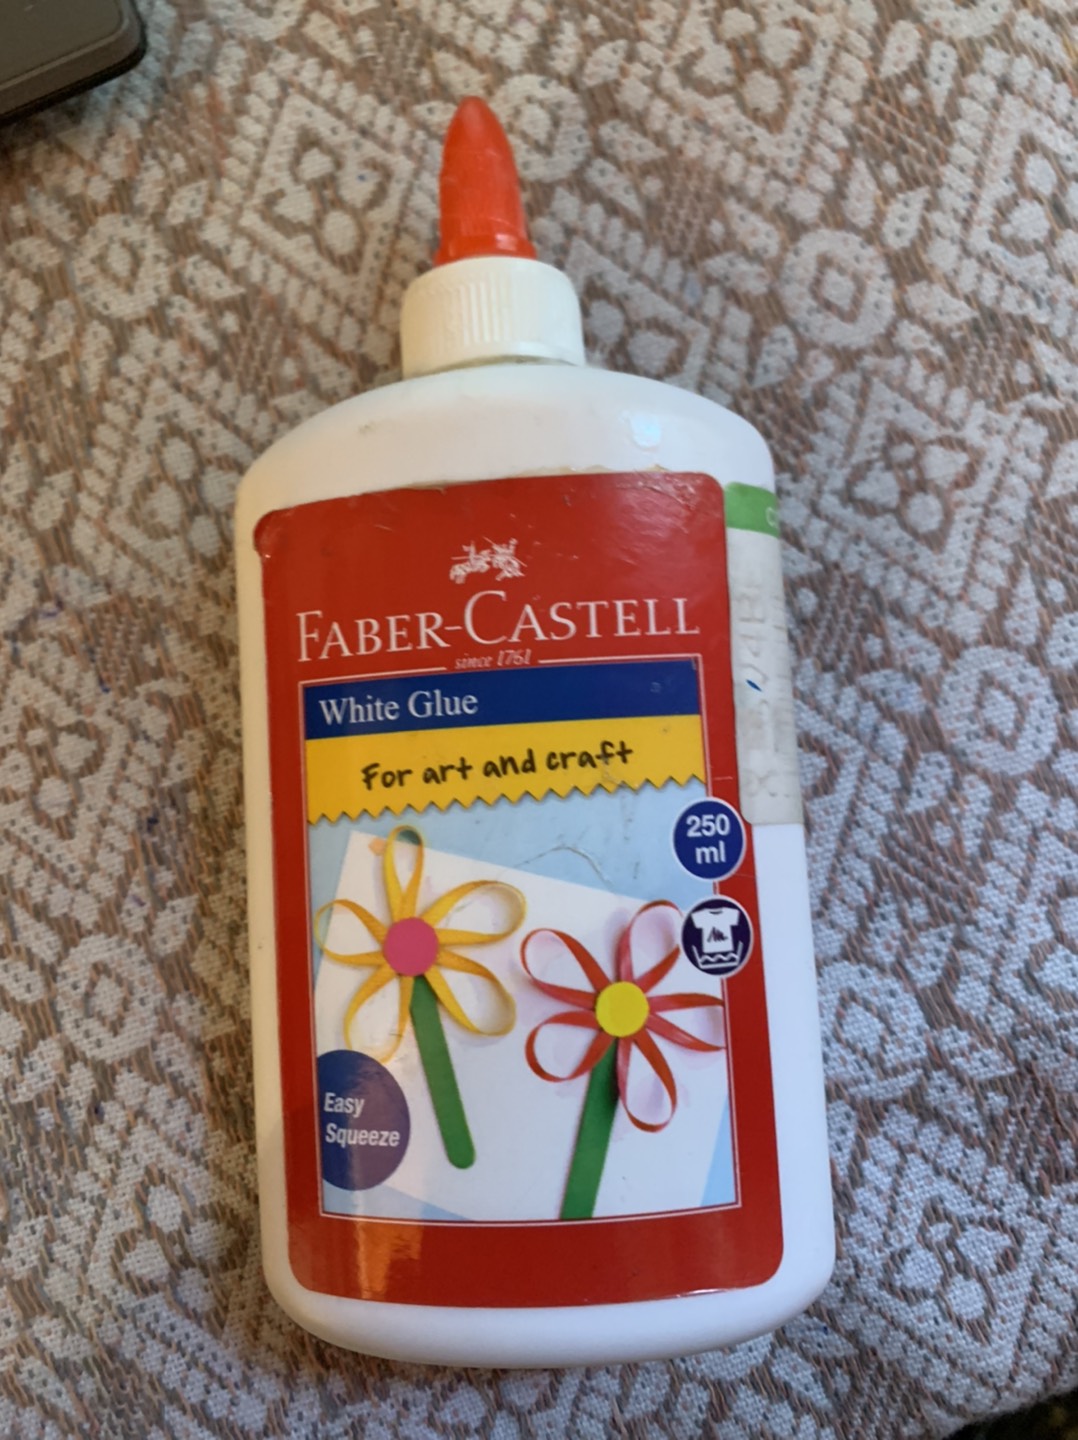 FABER-CASTELL
since 1761
White Glue
For art and craft
250
ml
Easy
Squeeze